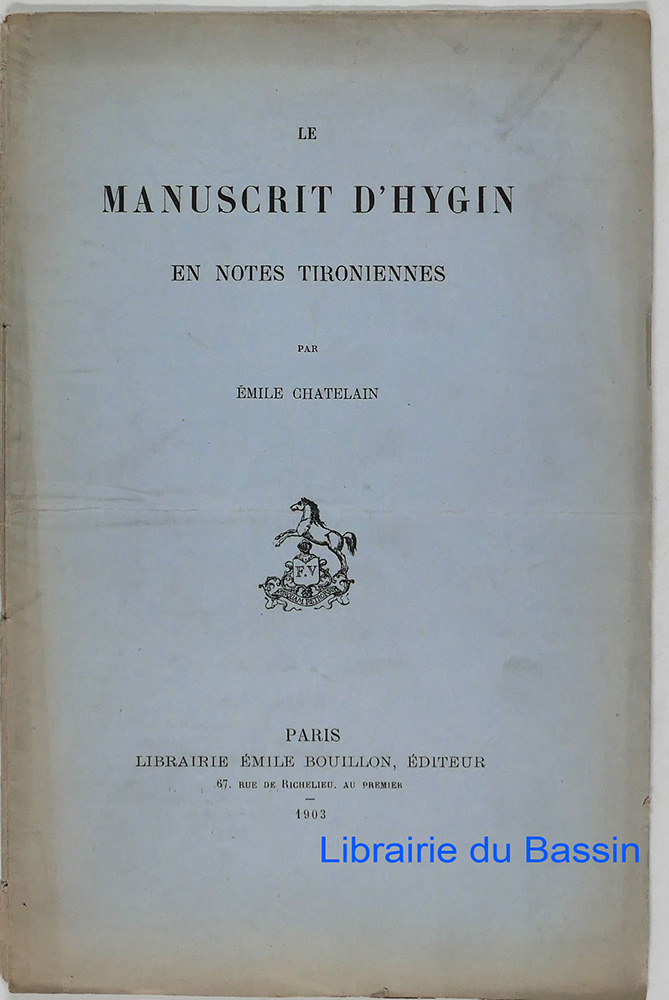 LE
MANUSCRIT D'HYGIN
EN NOTES TIRONIENNES
PAR
ÉMILE CHATELAIN
F.V
PARIS
LIBRAIRIE ÉMILE BOUILLON, ÉDITEUR
67, RUE DE RICHELIEU, AU PREMIER
1903
Librairie du Bassin